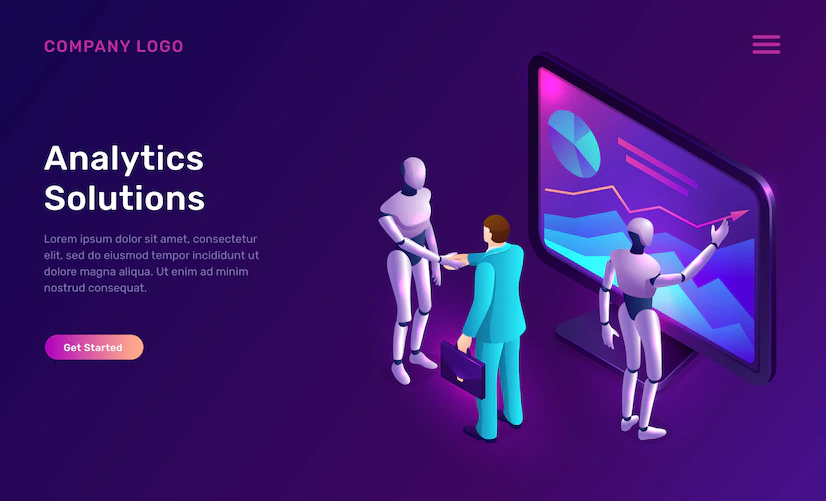 COMPANY LOGO
Analytics
Solutions
Lorem ipsum dolor sit amet, consectetur
elit, sed do eiusmod tempor incididunt ut
dolore magna aliqua. Ut enim ad minim
nostrud consequat.
Get Started